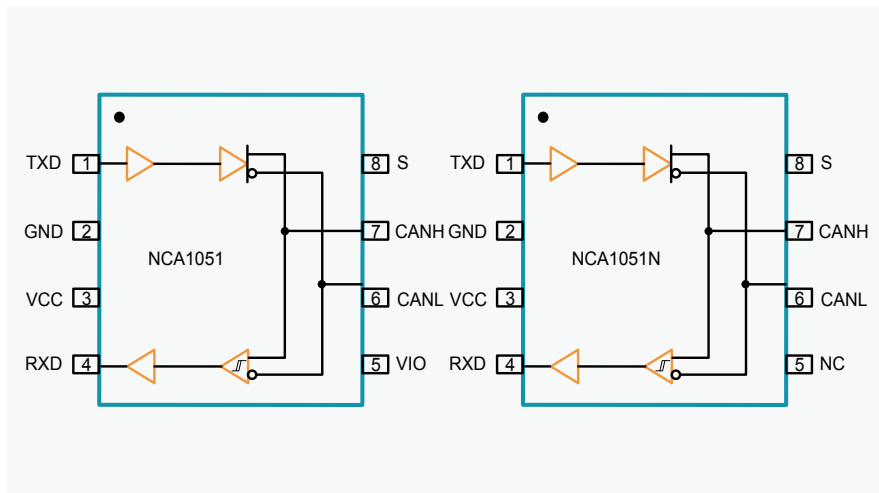 TXD 1 8 S
GND 2 7 CANH
NCA1051
VCC 3 6 CANL
RXD 4 5 VIO
TXD 1 8 S
GND 2 7 CANH
NCA1051N
VCC 3 6 CANL
RXD 4 5 NC